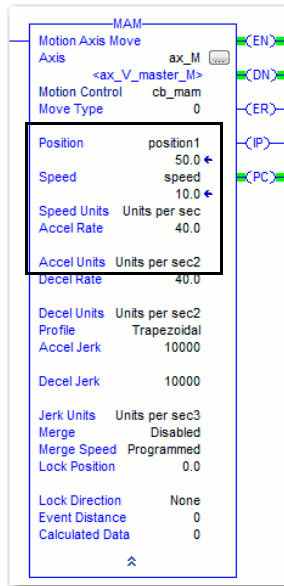 MAM
Motion Axis Move (EN)
Axis ax_M ...
<ax_V_master_M> (DN)
Motion Control cb_mam
Move Type 0 (ER)
Position position1 (IP)
50.0
Speed speed (PC)
10.0
Speed Units Units per sec
Accel Rate 40.0
Accel Units Units per sec2
Decel Rate 40.0
Decel Units Units per sec2
Profile Trapezoidal
Accel Jerk 10000
Decel Jerk 10000
Jerk Units Units per sec3
Merge Disabled
Merge Speed Programmed
Lock Position 0.0
Lock Direction None
Event Distance 0
Calculated Data 0